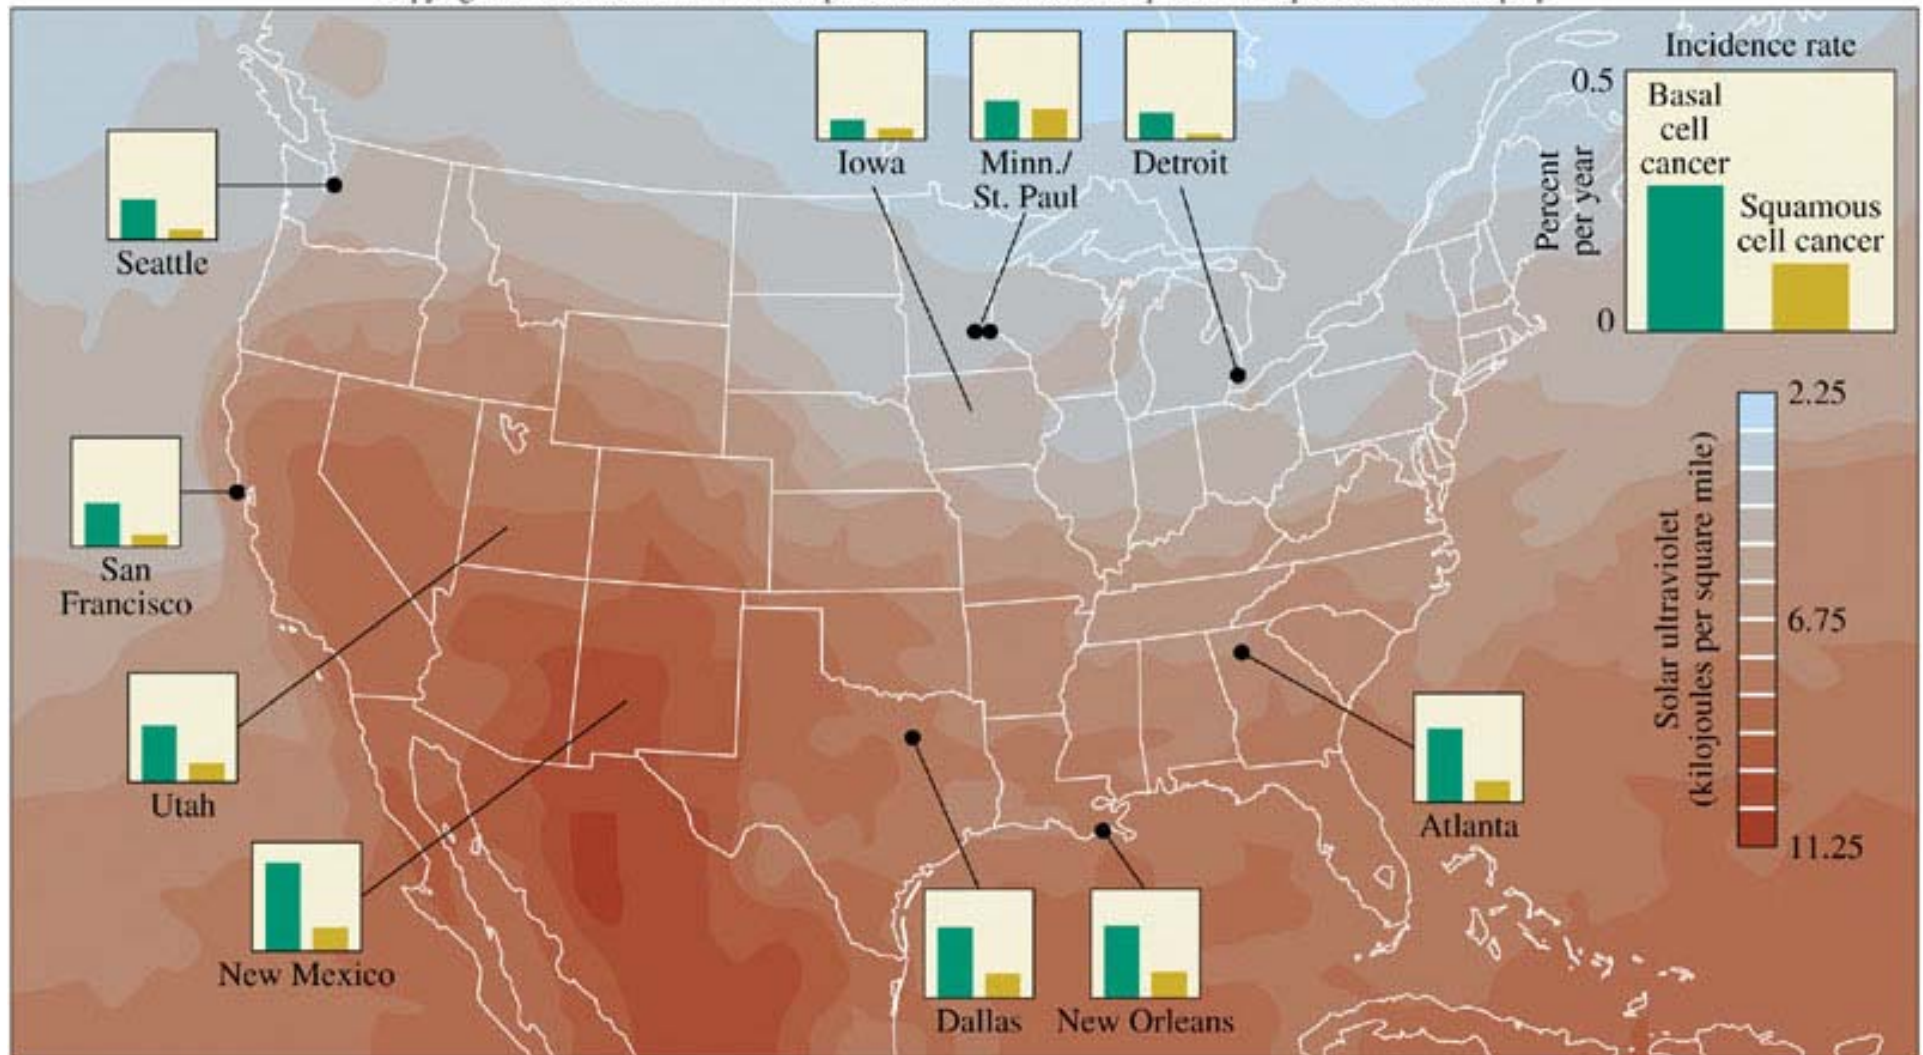 Iowa
Minn./
St. Paul
Detroit
Incidence rate
0.5
Basal
cell
cancer
Squamous
cell cancer
Percent
per year
0
Seattle
2.25
6.75
11.25
Solar ultraviolet
(kilojoules per square mile)
San
Francisco
Utah
Atlanta
New Mexico
Dallas
New Orleans